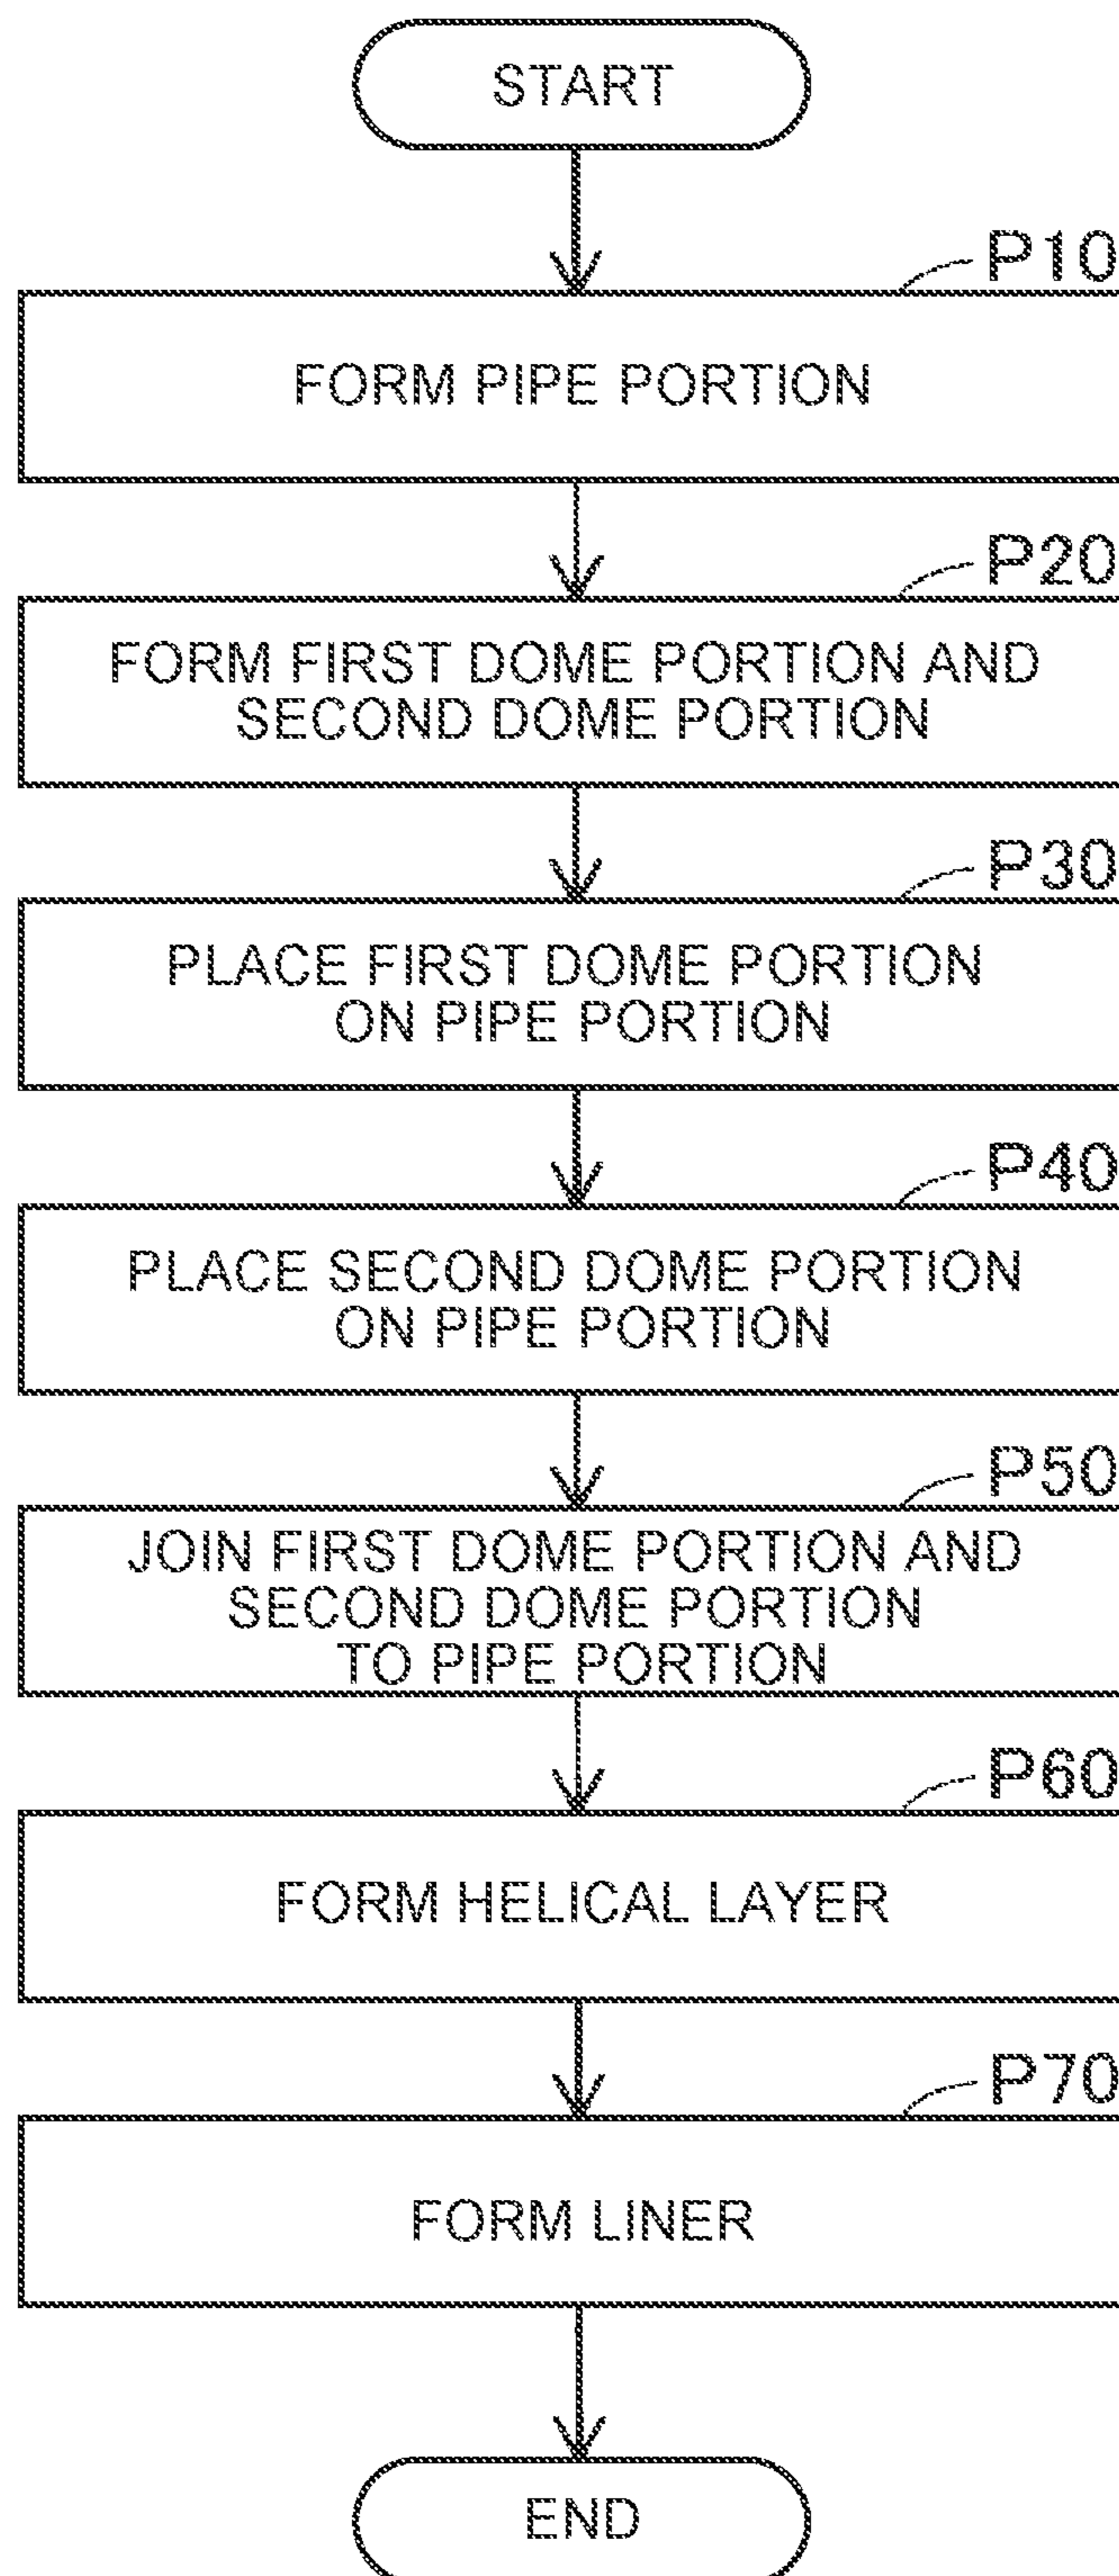 START
P10
FORM PIPE PORTION
P20
FORM FIRST DOME PORTION AND
SECOND DOME PORTION
P30
PLACE FIRST DOME PORTION
ON PIPE PORTION
P40
PLACE SECOND DOME PORTION
ON PIPE PORTION
P50
JOIN FIRST DOME PORTION AND
SECOND DOME PORTION
TO PIPE PORTION
P60
FORM HELICAL LAYER
P70
FORM LINER
END